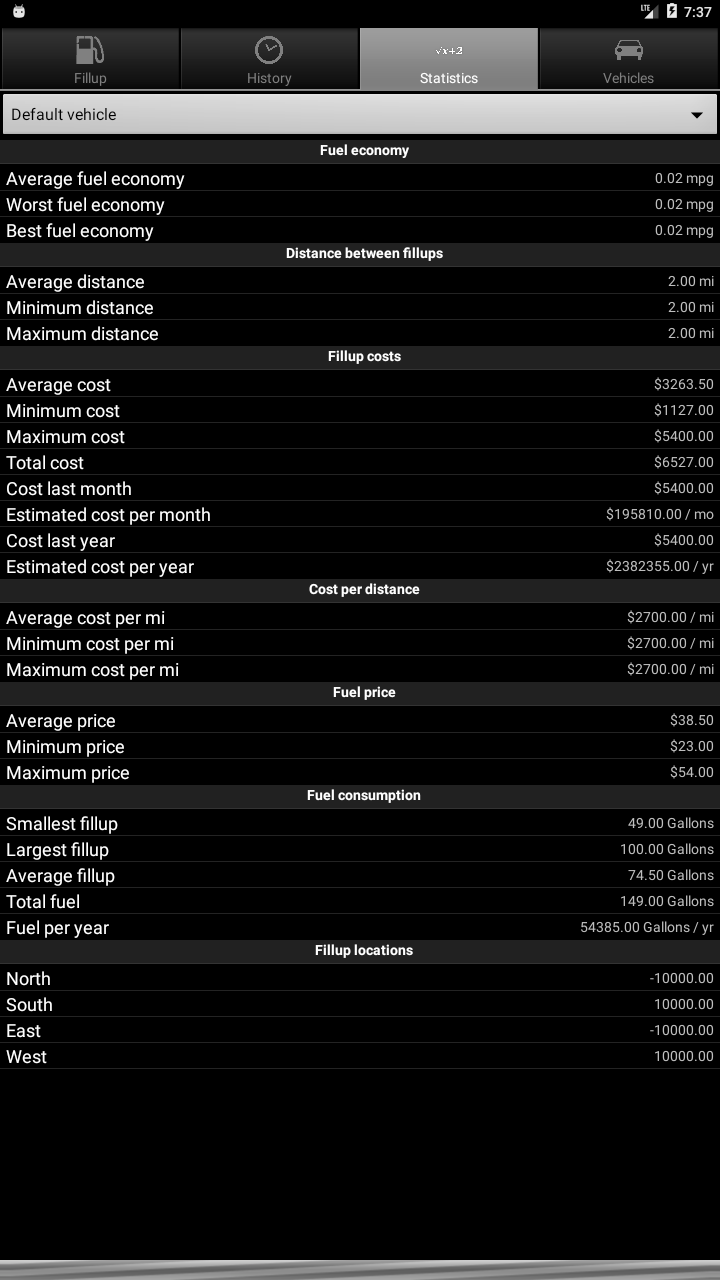 LTE 7:37
Fillup History √x+2 Statistics Vehicles
Default vehicle
Fuel economy
Average fuel economy 0.02 mpg
Worst fuel economy 0.02 mpg
Best fuel economy 0.02 mpg
Distance between fillups
Average distance 2.00 mi
Minimum distance 2.00 mi
Maximum distance 2.00 mi
Fillup costs
Average cost $3263.50
Minimum cost $1127.00
Maximum cost $5400.00
Total cost $6527.00
Cost last month $5400.00
Estimated cost per month $195810.00 / mo
Cost last year $5400.00
Estimated cost per year $2382355.00 / yr
Cost per distance
Average cost per mi $2700.00 / mi
Minimum cost per mi $2700.00 / mi
Maximum cost per mi $2700.00 / mi
Fuel price
Average price $38.50
Minimum price $23.00
Maximum price $54.00
Fuel consumption
Smallest fillup 49.00 Gallons
Largest fillup 100.00 Gallons
Average fillup 74.50 Gallons
Total fuel 149.00 Gallons
Fuel per year 54385.00 Gallons / yr
Fillup locations
North -10000.00
South 10000.00
East -10000.00
West 10000.00